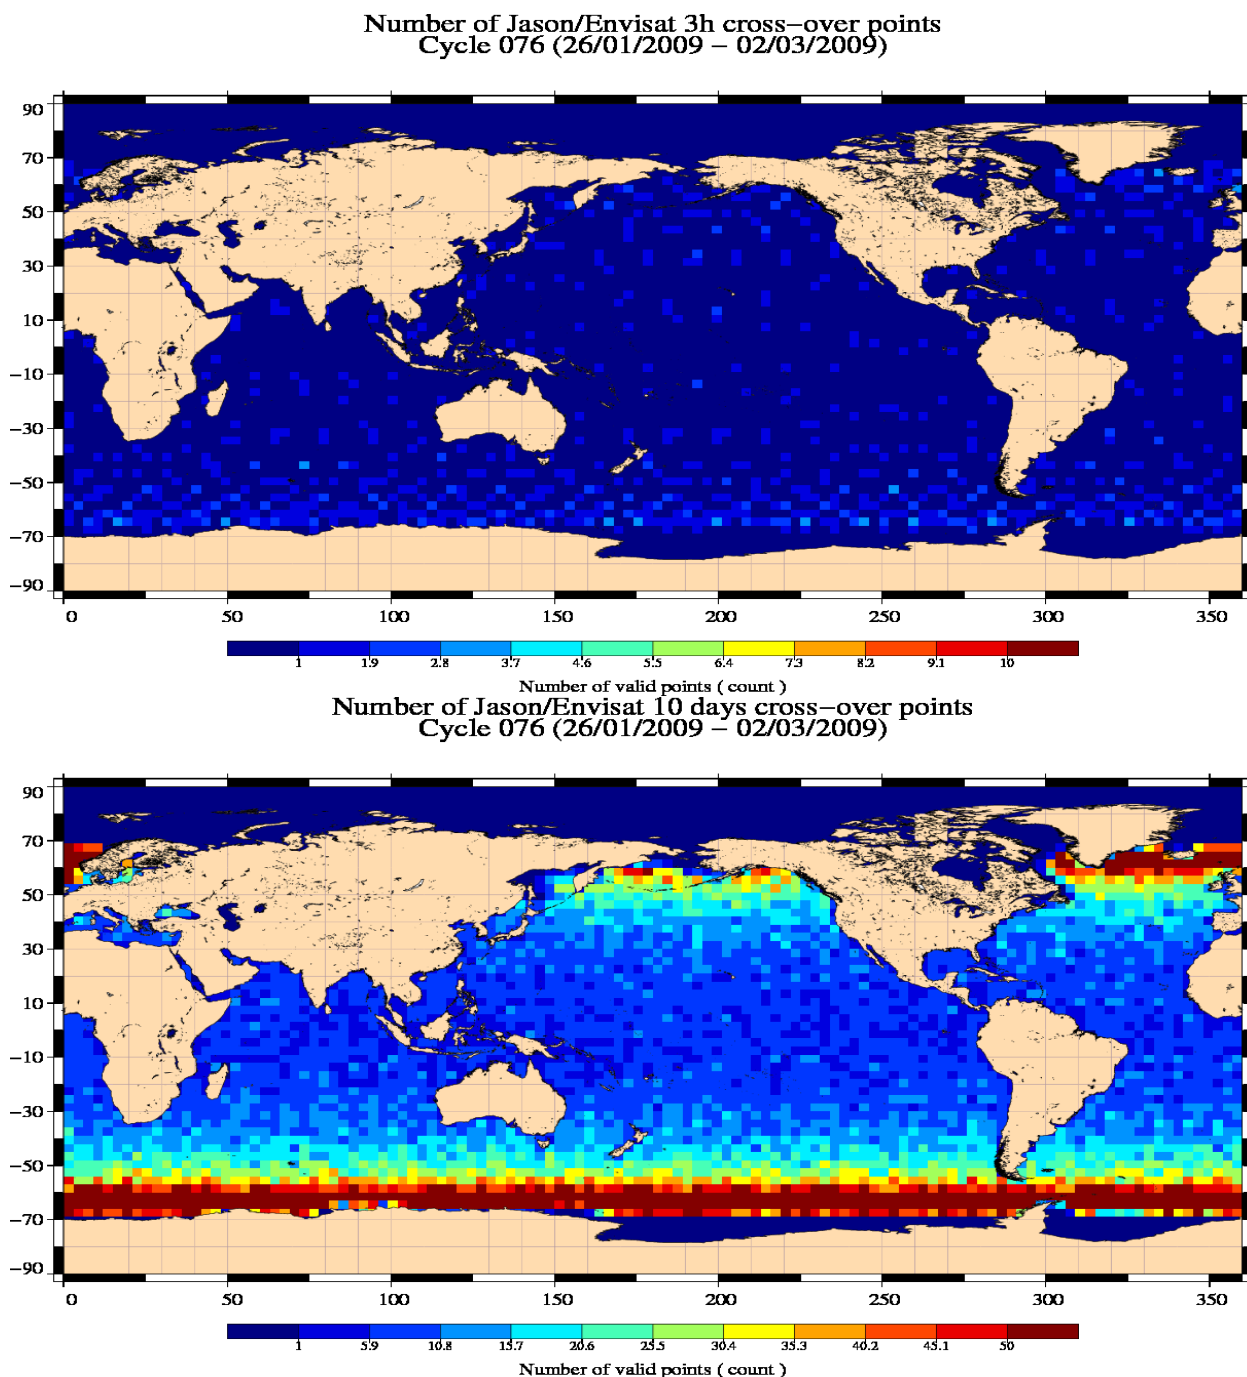 Number of Jason/Envisat 3h cross-over points
Cycle 076 (26/01/2009 - 02/03/2009)
90
70
50
30
10
-10
-30
-50
-70
-90
0 50 100 150 200 250 300 350
1 1.9 2.8 3.7 4.6 5.5 6.4 7.3 8.2 9.1 10
Number of valid points ( count )
Number of Jason/Envisat 10 days cross-over points
Cycle 076 (26/01/2009 - 02/03/2009)
90
70
50
30
10
-10
-30
-50
-70
-90
0 50 100 150 200 250 300 350
1 5.9 10.8 15.7 20.6 25.5 30.4 35.3 40.2 45.1 50
Number of valid points ( count )